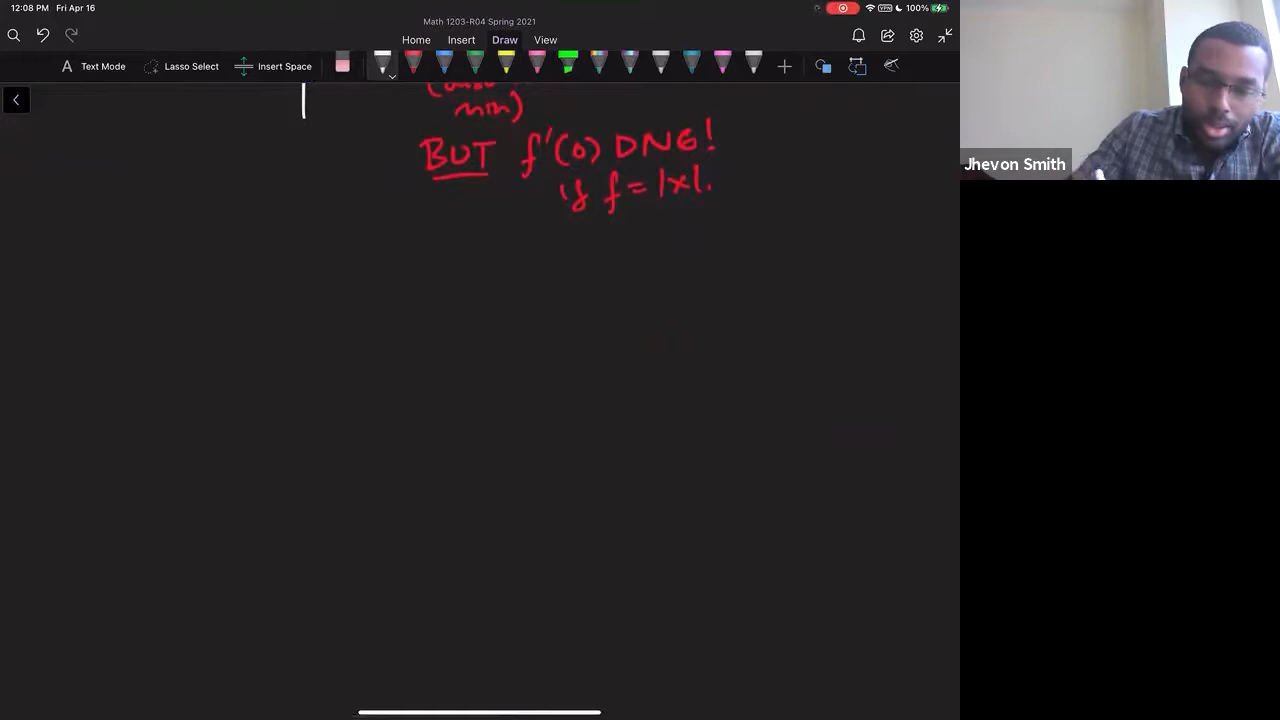 12:08 PM Fri Apr 16
100%
Math 1203-R04 Spring 2021
Home Insert Draw View
A Text Mode Lasso Select Insert Space
min)
BUT f'(0) DNE!
if f = |x|.
Jhevon Smith